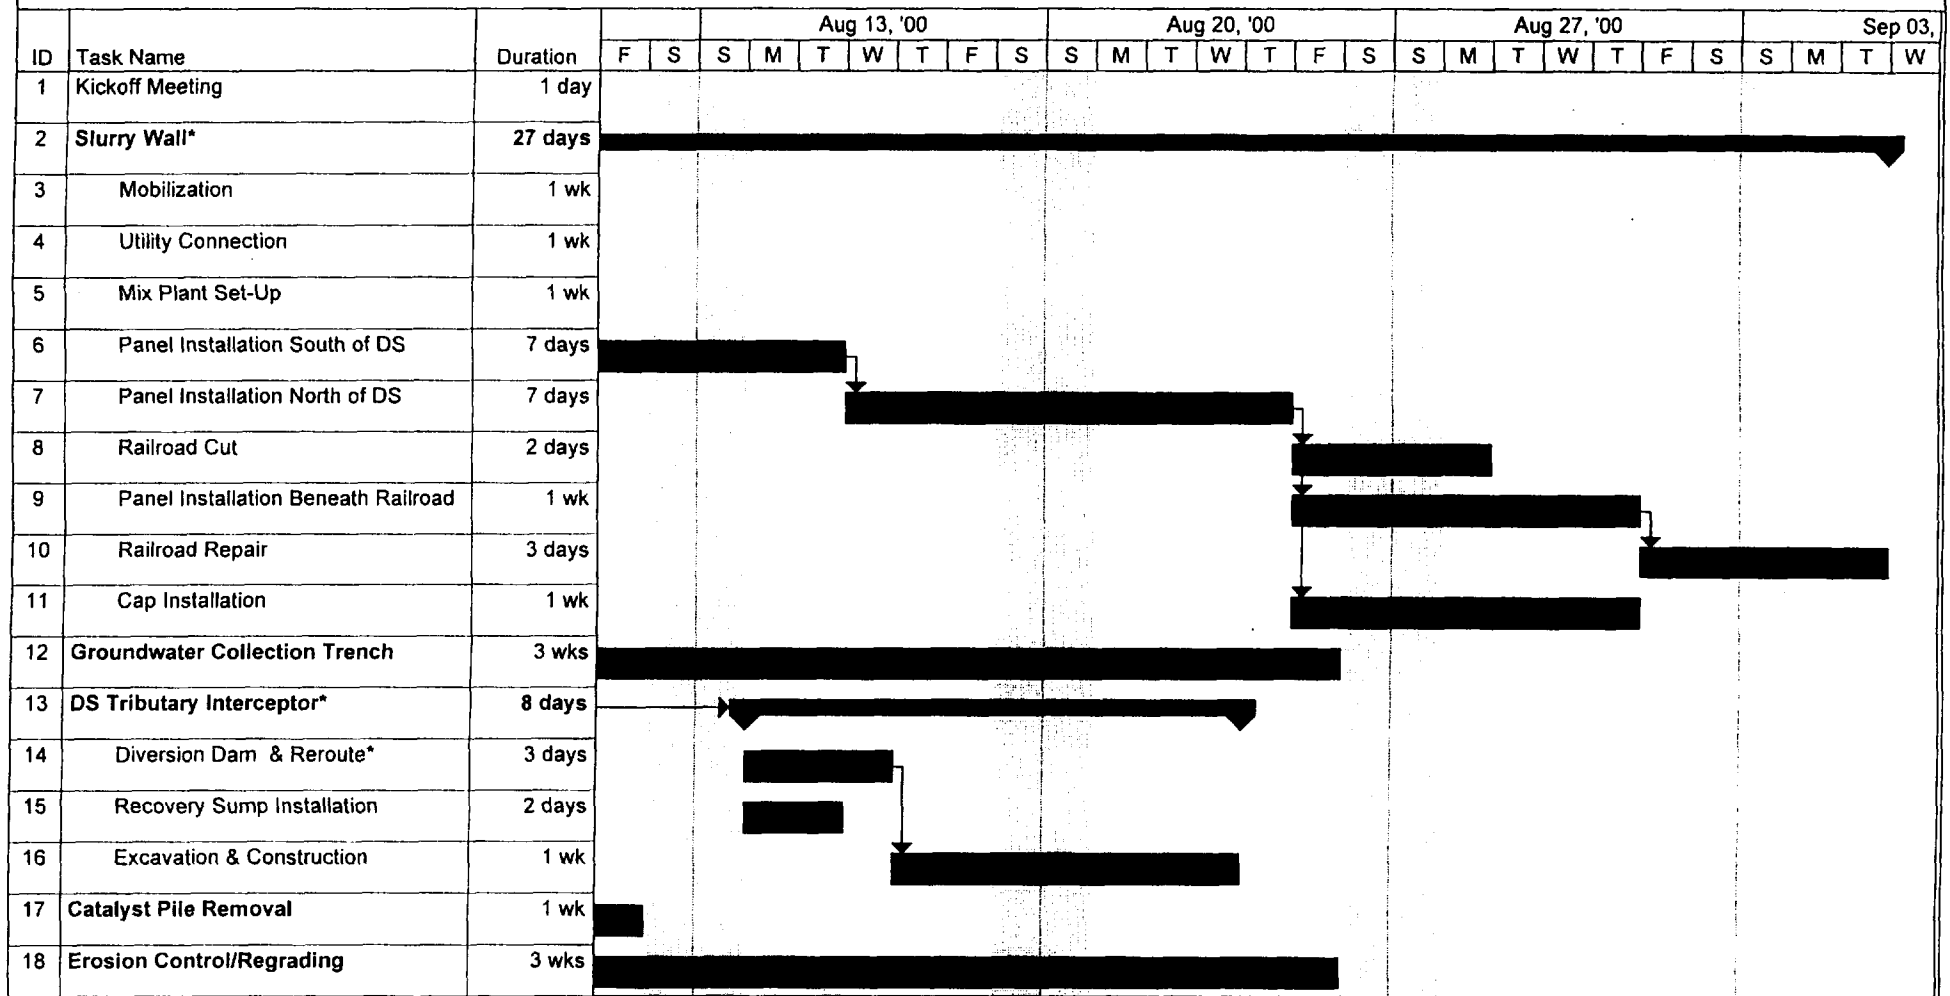 Aug 13, '00 Aug 20, '00 Aug 27, '00 Sep 03,
ID Task Name Duration F S S M T W T F S S M T W T F S S M T W T F S S M T W
1 Kickoff Meeting 1 day
2 Slurry Wall* 27 days
3 Mobilization 1 wk
4 Utility Connection 1 wk
5 Mix Plant Set-Up 1 wk
6 Panel Installation South of DS 7 days
7 Panel Installation North of DS 7 days
8 Railroad Cut 2 days
9 Panel Installation Beneath Railroad 1 wk
10 Railroad Repair 3 days
11 Cap Installation 1 wk
12 Groundwater Collection Trench 3 wks
13 DS Tributary Interceptor* 8 days
14 Diversion Dam & Reroute* 3 days
15 Recovery Sump Installation 2 days
16 Excavation & Construction 1 wk
17 Catalyst Pile Removal 1 wk
18 Erosion Control/Regrading 3 wks